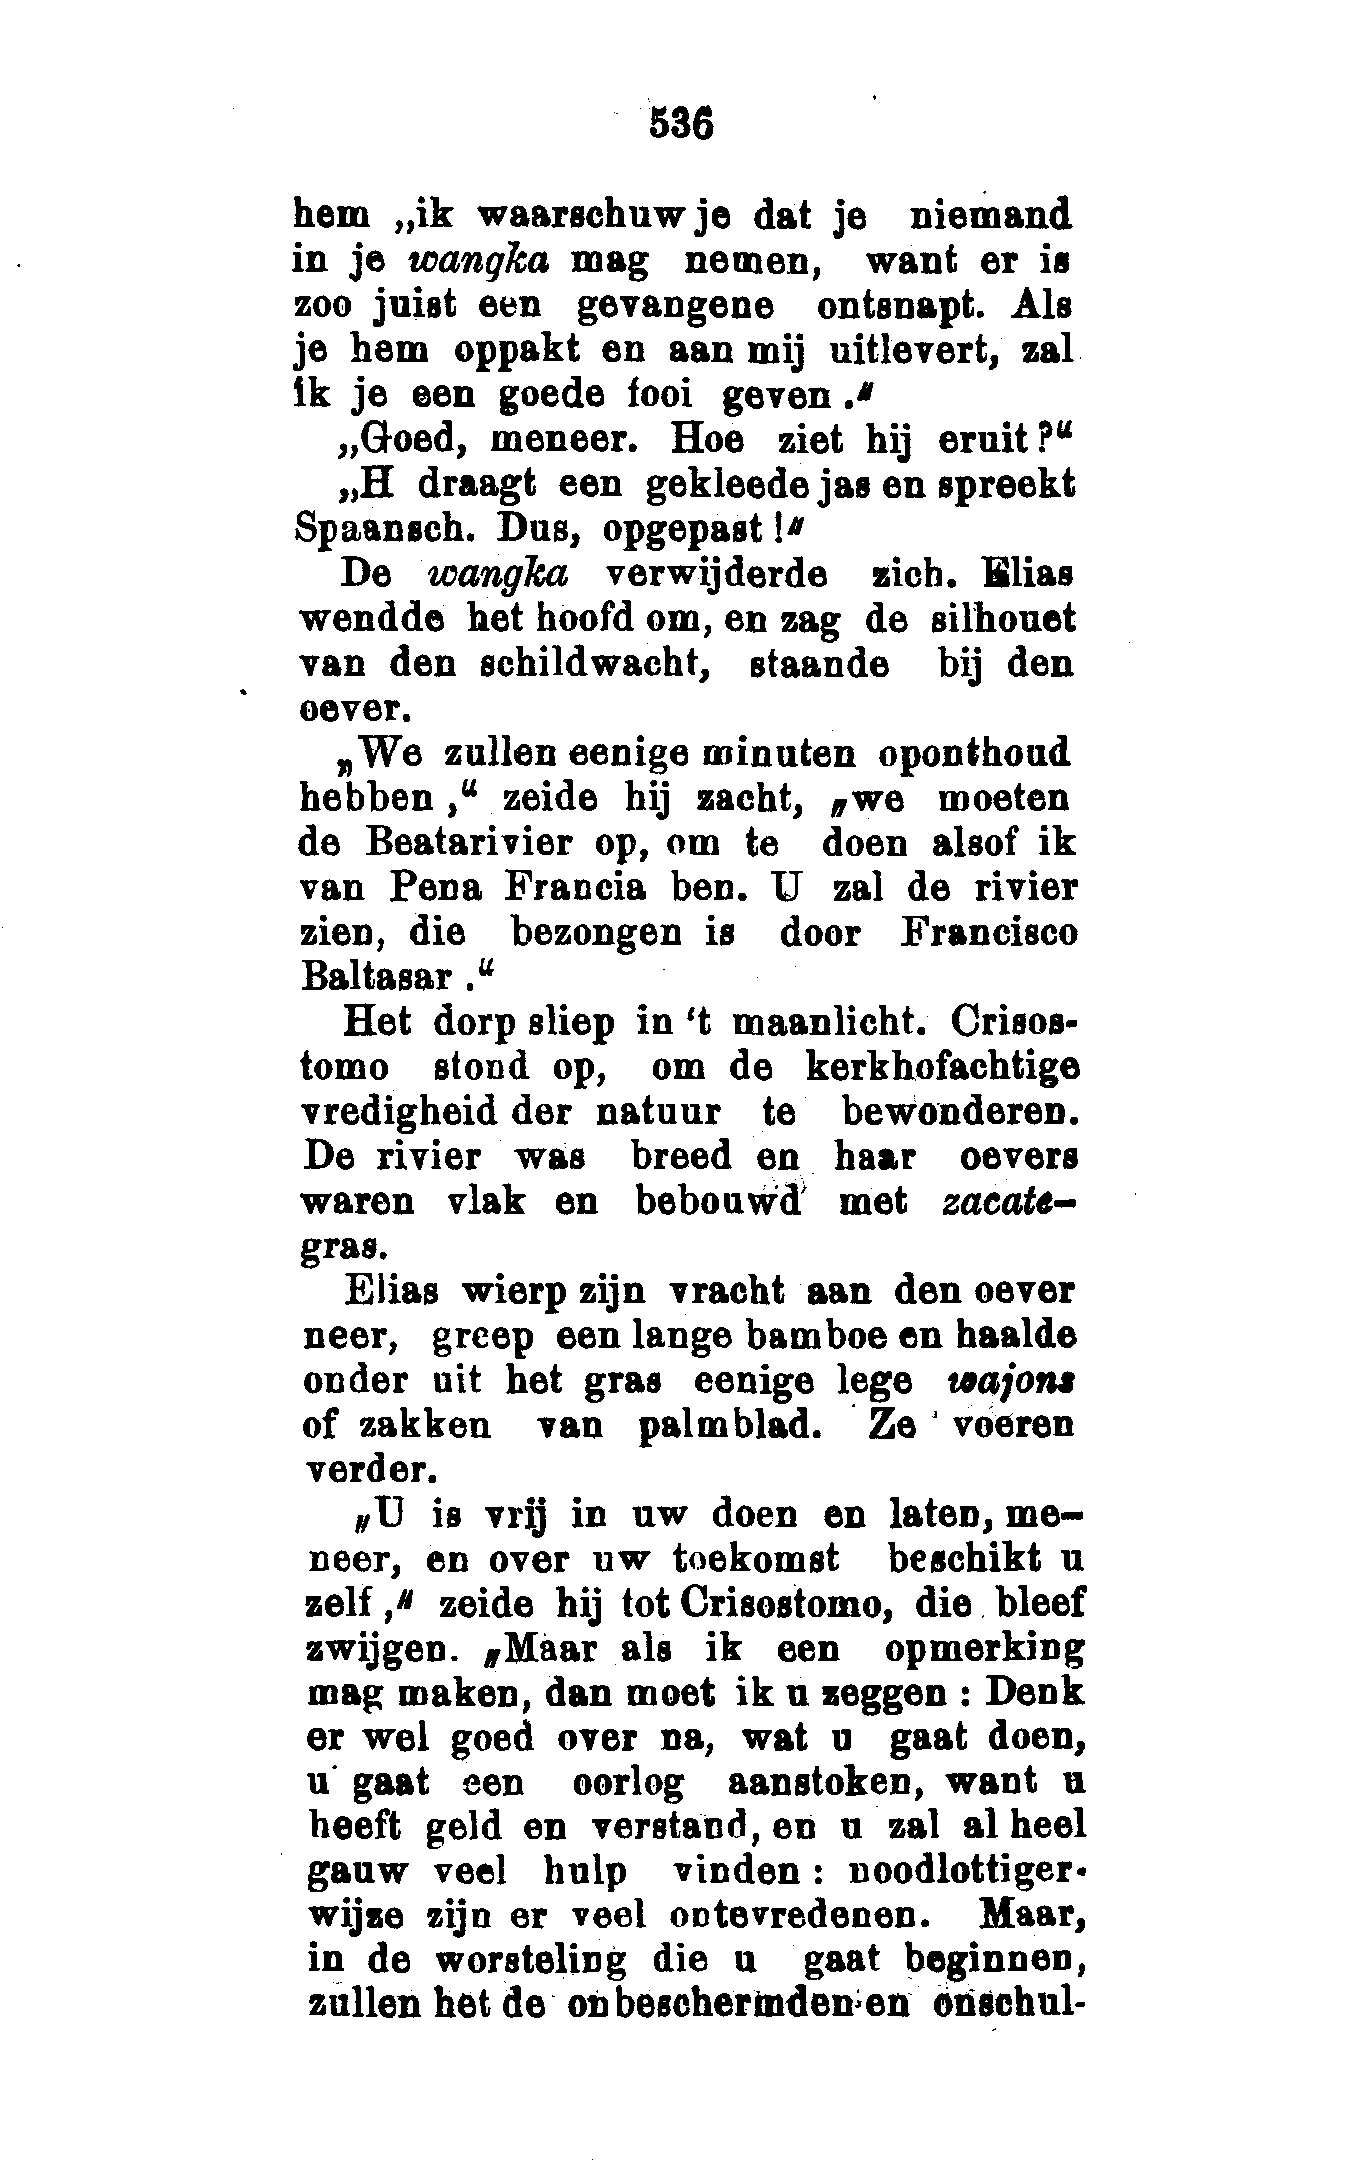 536
hem „ik waarschuw je dat je niemand
in je wangka mag nemen, want er is
zoo juist een gevangene ontsnapt. Als
je hem oppakt en aan mij uitlevert, zal
ik je een goede fooi geven ."
„Goed, meneer. Hoe ziet hij eruit?“
„H draagt een gekleede jas en spreekt
Spaansch. Dus, opgepast!"
De wangka verwijderde zich. Elias
wendde het hoofd om, en zag de silhouet
van den schildwacht, staande bij den
oever.
„We zullen eenige minuten oponthoud
hebben ,“ zeide hij zacht, „we moeten
de Beatarivier op, om te doen alsof ik
van Pena Francia ben. U zal de rivier
zien, die bezongen is door Francisco
Baltasar .“
Het dorp sliep in ‘t maanlicht. Crisos-
tomo stond op, om de kerkhofachtige
vredigheid der natuur te bewonderen.
De rivier was breed en haar oevers
waren vlak en bebouwd met zacate-
gras.
Elias wierp zijn vracht aan den oever
neer, greep een lange bamboe en haalde
onder uit het gras eenige lege wajons
of zakken van palmblad. Ze voeren
verder.
„U is vrij in uw doen en laten, me-
neer, en over uw toekomst beschikt u
zelf ," zeide hij tot Crisostomo, die bleef
zwijgen. „Maar als ik een opmerking
mag maken, dan moet ik u zeggen : Denk
er wel goed over na, wat u gaat doen,
u gaat een oorlog aanstoken, want u
heeft geld en verstand, en u zal al heel
gauw veel hulp vinden : noodlottiger-
wijze zijn er veel ontevredenen. Maar,
in de worsteling die u gaat beginnen,
zullen het de onbeschermden en onschul-